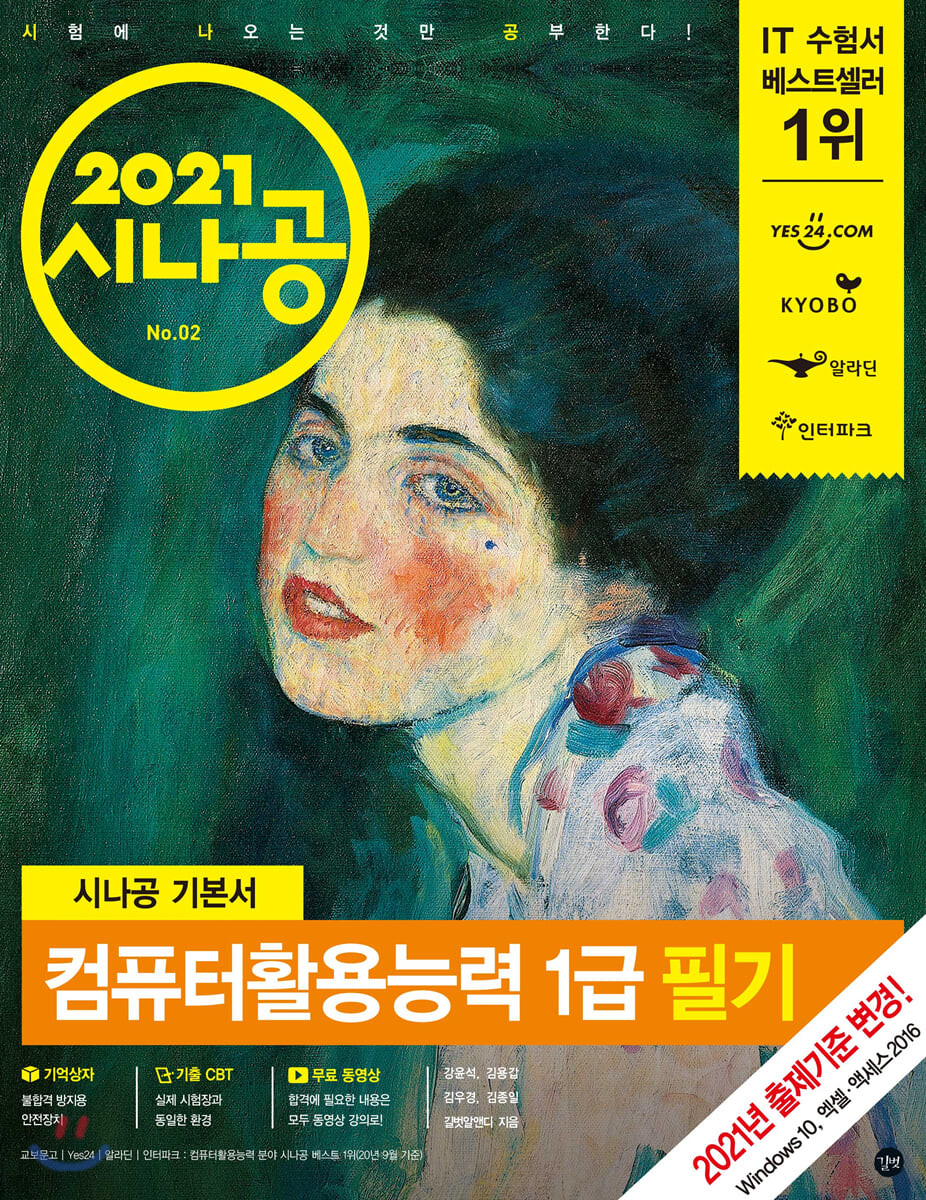 시험에 나오는 것만 공부한다!
IT 수험서
베스트셀러
1위
YES24.COM
KYOBO
알라딘
인터파크
2021
시나공
No.02
시나공 기본서
컴퓨터활용능력 1급 필기
2021년 출제기준 변경!
Windows 10, 엑셀·액세스 2016
기억상자
불합격 방지용
안전장치
기출 CBT
실제 시험장과
동일한 환경
무료 동영상
합격에 필요한 내용은
모두 동영상 강의로!
강윤석, 김용갑
김우경, 김종일
길벗알앤디 지음
교보문고 | Yes24 | 알라딘 | 인터파크 : 컴퓨터활용능력 분야 시나공 베스트 1위(20년 9월 기준)
길벗